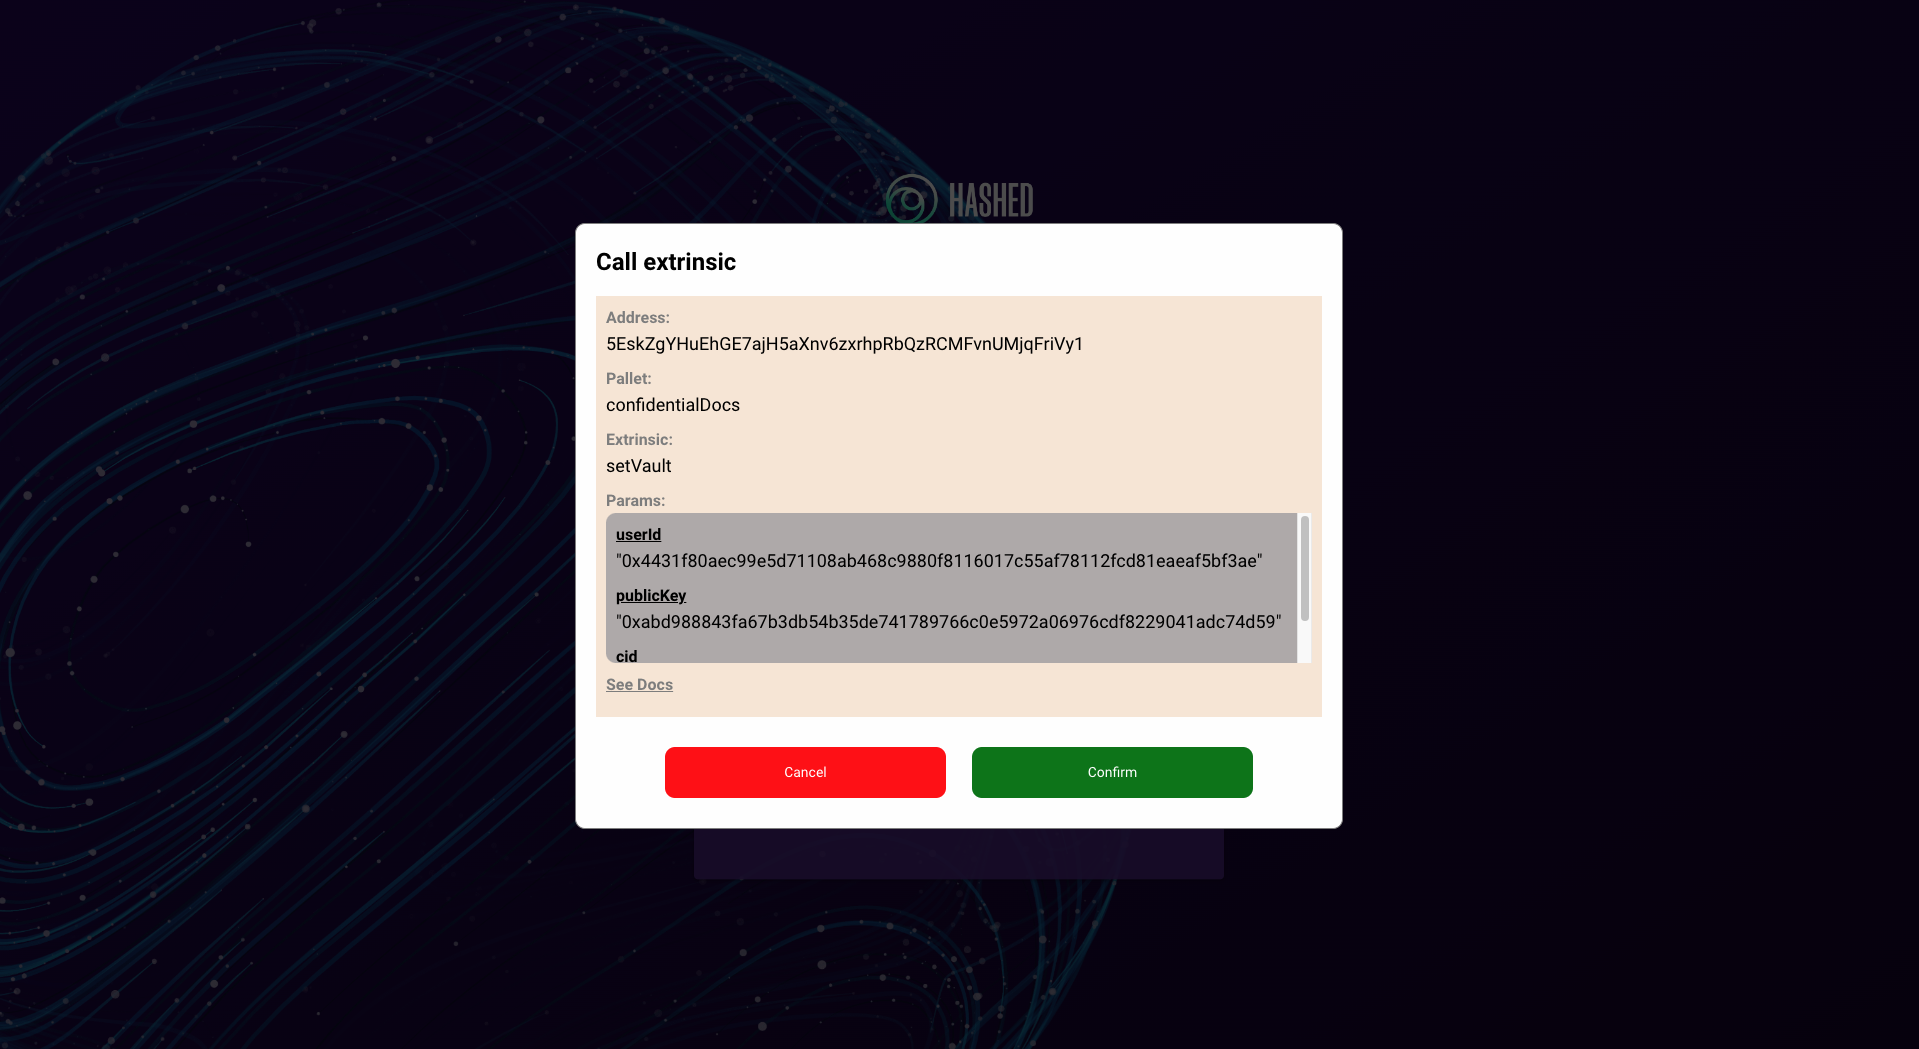 HASHED
Call extrinsic
Address:
5EskZgYHuEhGE7ajH5aXnv6zxrhpRbQzRCMFvnUMjqFriVy1
Pallet:
confidentialDocs
Extrinsic:
setVault
Params:
userId
"0x4431f80aec99e5d71108ab468c9880f8116017c55af78112fcd81eaeaf5bf3ae"
publicKey
"0xabd988843fa67b3db54b35de741789766c0e5972a06976cdf8229041adc74d59"
cid
See Docs
Cancel
Confirm